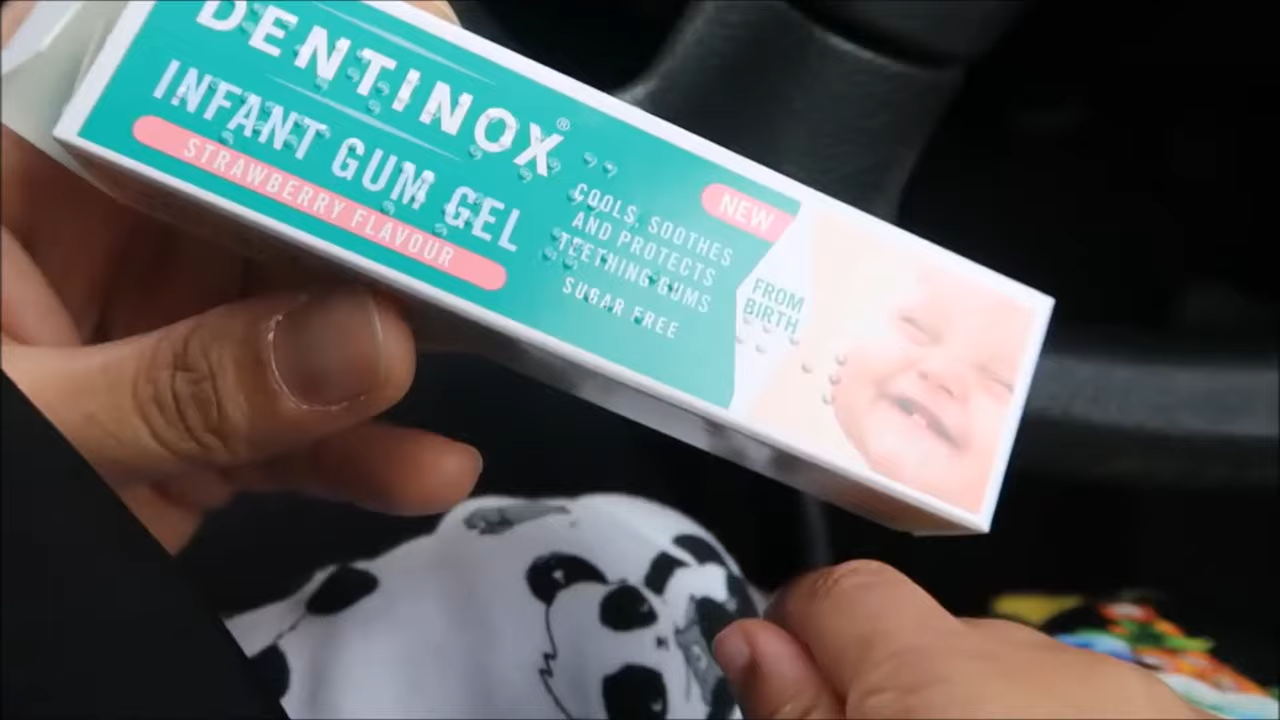 DENTINOX®
INFANT GUM GEL
STRAWBERRY FLAVOUR
COOLS, SOOTHES
AND PROTECTS
TEETHING GUMS
SUGAR FREE
NEW
FROM
BIRTH